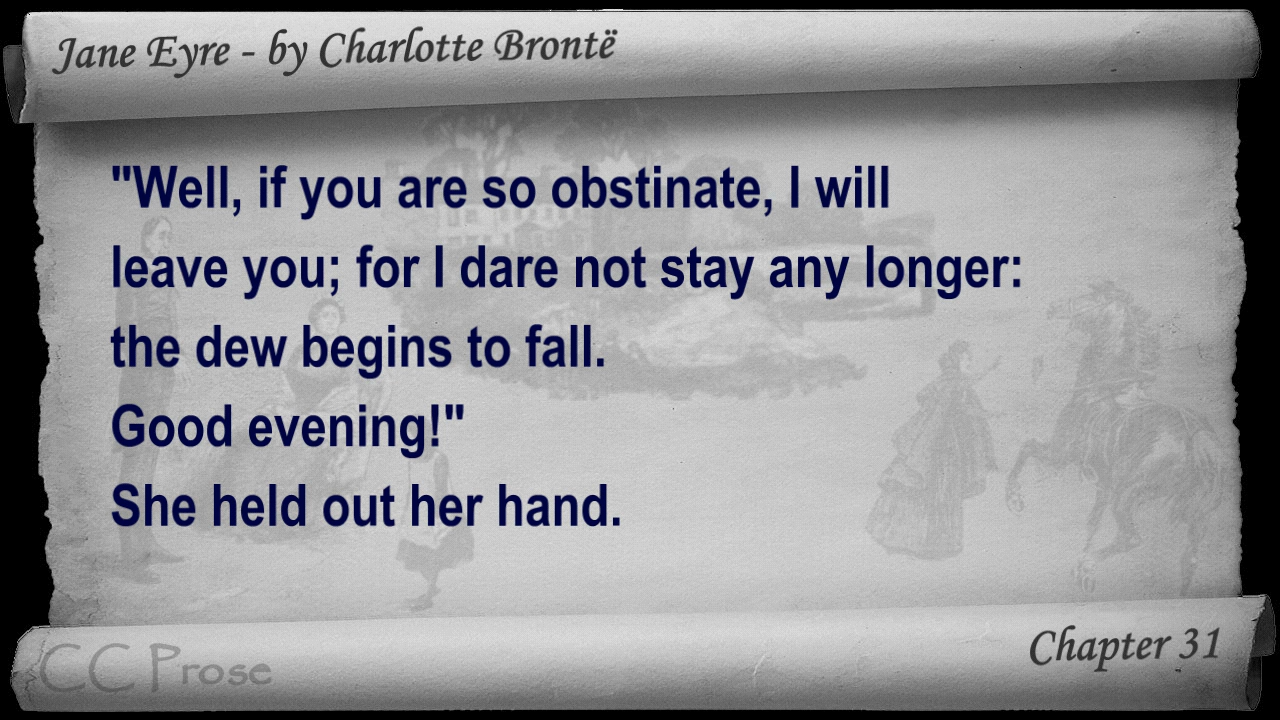 Jane Eyre - by Charlotte Brontë
"Well, if you are so obstinate, I will
leave you; for I dare not stay any longer:
the dew begins to fall.
Good evening!"
She held out her hand.
CC Prose
Chapter 31